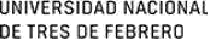 UNIVERSIDAD NACIONAL
DE TRES DE FEBRERO